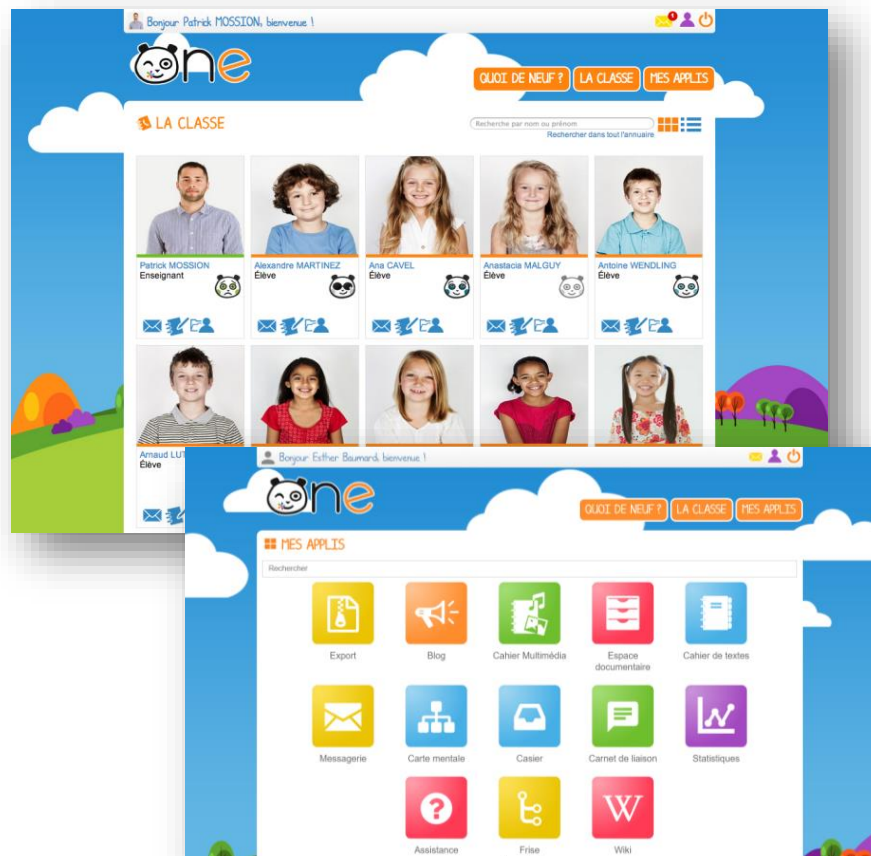 Bonjour Patrick MOSSION, bienvenue !
1
One
QUOI DE NEUF ?
LA CLASSE
MES APPLIS
LA CLASSE
Recherche par nom ou prénom
Rechercher dans tout l'annuaire
Patrick MOSSION
Enseignant
Alexandre MARTINEZ
Élève
Ana CAVEL
Élève
Anastacia MALGUY
Élève
Antoine WENDLING
Élève
Arnaud LUT
Élève
Bonjour Esther Baumard, bienvenue !
One
QUOI DE NEUF ?
LA CLASSE
MES APPLIS
MES APPLIS
Rechercher
Export
Blog
Cahier Multimédia
Espace
documentaire
Cahier de textes
Messagerie
Carte mentale
Casier
Carnet de liaison
Statistiques
?
W
Assistance
Frise
Wiki